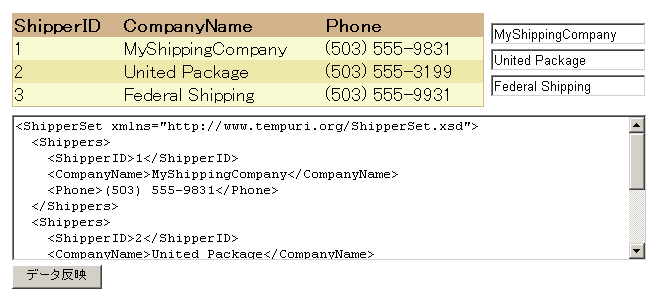 ShipperID CompanyName Phone
1 MyShippingCompany (503) 555-9831
2 United Package (503) 555-3199
3 Federal Shipping (503) 555-9931
MyShippingCompany
United Package
Federal Shipping
<ShipperSet xmlns="http://www.tempuri.org/ShipperSet.xsd">
<Shippers>
<ShipperID>1</ShipperID>
<CompanyName>MyShippingCompany</CompanyName>
<Phone>(503) 555-9831</Phone>
</Shippers>
<Shippers>
<ShipperID>2</ShipperID>
<CompanyName>United Package</CompanyName>
データ反映